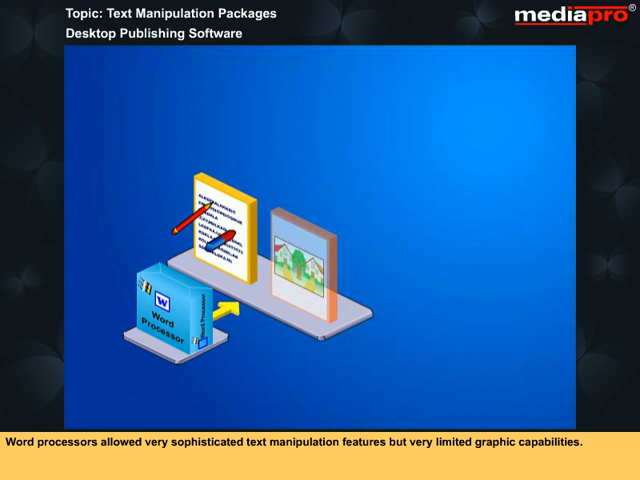 Topic: Text Manipulation Packages
Desktop Publishing Software
mediapro®
W
Word
Processor
Word Processor
Word processors allowed very sophisticated text manipulation features but very limited graphic capabilities.